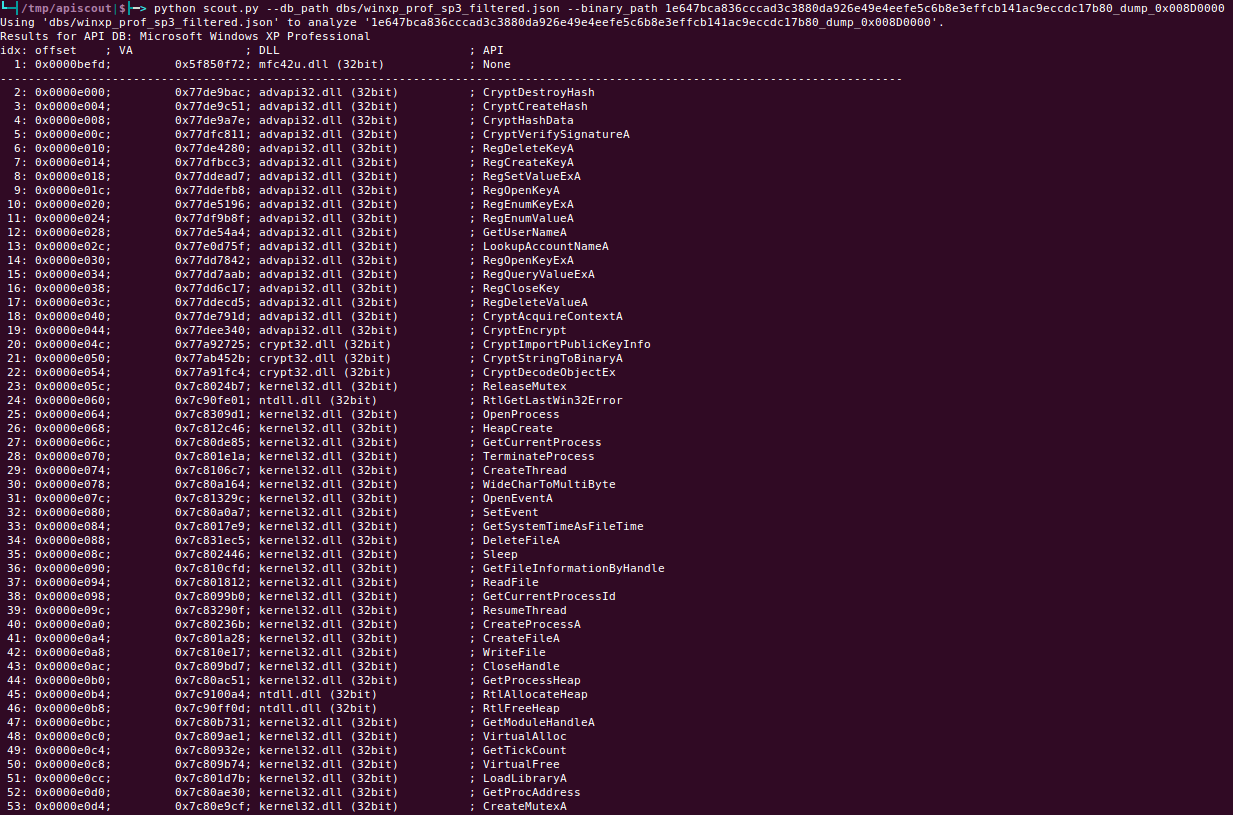 /tmp/apiscout|$|—> python scout.py --db_path dbs/winxp_prof_sp3_filtered.json --binary_path 1e647bca836cccad3c3880da926e49e4eefe5c6b8e3effcb141ac9eccdc17b80_dump_0x008D0000
Using 'dbs/winxp_prof_sp3_filtered.json' to analyze '1e647bca836cccad3c3880da926e49e4eefe5c6b8e3effcb141ac9eccdc17b80_dump_0x008D0000'.
Results for API DB: Microsoft Windows XP Professional
idx: offset ; VA ; DLL ; API
1: 0x0000befd; 0x5f850f72; mfc42u.dll (32bit) ; None
---------------------------------------------------------------------------------------------------------------------------------
2: 0x0000e000; 0x77de9bac; advapi32.dll (32bit) ; CryptDestroyHash
3: 0x0000e004; 0x77de9c51; advapi32.dll (32bit) ; CryptCreateHash
4: 0x0000e008; 0x77de9a7e; advapi32.dll (32bit) ; CryptHashData
5: 0x0000e00c; 0x77dfc811; advapi32.dll (32bit) ; CryptVerifySignatureA
6: 0x0000e010; 0x77de4280; advapi32.dll (32bit) ; RegDeleteKeyA
7: 0x0000e014; 0x77dfbcc3; advapi32.dll (32bit) ; RegCreateKeyA
8: 0x0000e018; 0x77ddead7; advapi32.dll (32bit) ; RegSetValueExA
9: 0x0000e01c; 0x77ddefb8; advapi32.dll (32bit) ; RegOpenKeyA
10: 0x0000e020; 0x77de5196; advapi32.dll (32bit) ; RegEnumKeyExA
11: 0x0000e024; 0x77df9b8f; advapi32.dll (32bit) ; RegEnumValueA
12: 0x0000e028; 0x77de54a4; advapi32.dll (32bit) ; GetUserNameA
13: 0x0000e02c; 0x77e0d75f; advapi32.dll (32bit) ; LookupAccountNameA
14: 0x0000e030; 0x77dd7842; advapi32.dll (32bit) ; RegOpenKeyExA
15: 0x0000e034; 0x77dd7aab; advapi32.dll (32bit) ; RegQueryValueExA
16: 0x0000e038; 0x77dd6c17; advapi32.dll (32bit) ; RegCloseKey
17: 0x0000e03c; 0x77ddecd5; advapi32.dll (32bit) ; RegDeleteValueA
18: 0x0000e040; 0x77de791d; advapi32.dll (32bit) ; CryptAcquireContextA
19: 0x0000e044; 0x77dee340; advapi32.dll (32bit) ; CryptEncrypt
20: 0x0000e04c; 0x77a92725; crypt32.dll (32bit) ; CryptImportPublicKeyInfo
21: 0x0000e050; 0x77ab452b; crypt32.dll (32bit) ; CryptStringToBinaryA
22: 0x0000e054; 0x77a91fc4; crypt32.dll (32bit) ; CryptDecodeObjectEx
23: 0x0000e05c; 0x7c8024b7; kernel32.dll (32bit) ; ReleaseMutex
24: 0x0000e060; 0x7c90fe01; ntdll.dll (32bit) ; RtlGetLastWin32Error
25: 0x0000e064; 0x7c8309d1; kernel32.dll (32bit) ; OpenProcess
26: 0x0000e068; 0x7c812c46; kernel32.dll (32bit) ; HeapCreate
27: 0x0000e06c; 0x7c80de85; kernel32.dll (32bit) ; GetCurrentProcess
28: 0x0000e070; 0x7c801e1a; kernel32.dll (32bit) ; TerminateProcess
29: 0x0000e074; 0x7c8106c7; kernel32.dll (32bit) ; CreateThread
30: 0x0000e078; 0x7c80a164; kernel32.dll (32bit) ; WideCharToMultiByte
31: 0x0000e07c; 0x7c81329c; kernel32.dll (32bit) ; OpenEventA
32: 0x0000e080; 0x7c80a0a7; kernel32.dll (32bit) ; SetEvent
33: 0x0000e084; 0x7c8017e9; kernel32.dll (32bit) ; GetSystemTimeAsFileTime
34: 0x0000e088; 0x7c831ec5; kernel32.dll (32bit) ; DeleteFileA
35: 0x0000e08c; 0x7c802446; kernel32.dll (32bit) ; Sleep
36: 0x0000e090; 0x7c810cfd; kernel32.dll (32bit) ; GetFileInformationByHandle
37: 0x0000e094; 0x7c801812; kernel32.dll (32bit) ; ReadFile
38: 0x0000e098; 0x7c8099b0; kernel32.dll (32bit) ; GetCurrentProcessId
39: 0x0000e09c; 0x7c83290f; kernel32.dll (32bit) ; ResumeThread
40: 0x0000e0a0; 0x7c80236b; kernel32.dll (32bit) ; CreateProcessA
41: 0x0000e0a4; 0x7c801a28; kernel32.dll (32bit) ; CreateFileA
42: 0x0000e0a8; 0x7c810e17; kernel32.dll (32bit) ; WriteFile
43: 0x0000e0ac; 0x7c809bd7; kernel32.dll (32bit) ; CloseHandle
44: 0x0000e0b0; 0x7c80ac51; kernel32.dll (32bit) ; GetProcessHeap
45: 0x0000e0b4; 0x7c9100a4; ntdll.dll (32bit) ; RtlAllocateHeap
46: 0x0000e0b8; 0x7c90ff0d; ntdll.dll (32bit) ; RtlFreeHeap
47: 0x0000e0bc; 0x7c80b731; kernel32.dll (32bit) ; GetModuleHandleA
48: 0x0000e0c0; 0x7c809ae1; kernel32.dll (32bit) ; VirtualAlloc
49: 0x0000e0c4; 0x7c80932e; kernel32.dll (32bit) ; GetTickCount
50: 0x0000e0c8; 0x7c809b74; kernel32.dll (32bit) ; VirtualFree
51: 0x0000e0cc; 0x7c801d7b; kernel32.dll (32bit) ; LoadLibraryA
52: 0x0000e0d0; 0x7c80ae30; kernel32.dll (32bit) ; GetProcAddress
53: 0x0000e0d4; 0x7c80e9cf; kernel32.dll (32bit) ; CreateMutexA